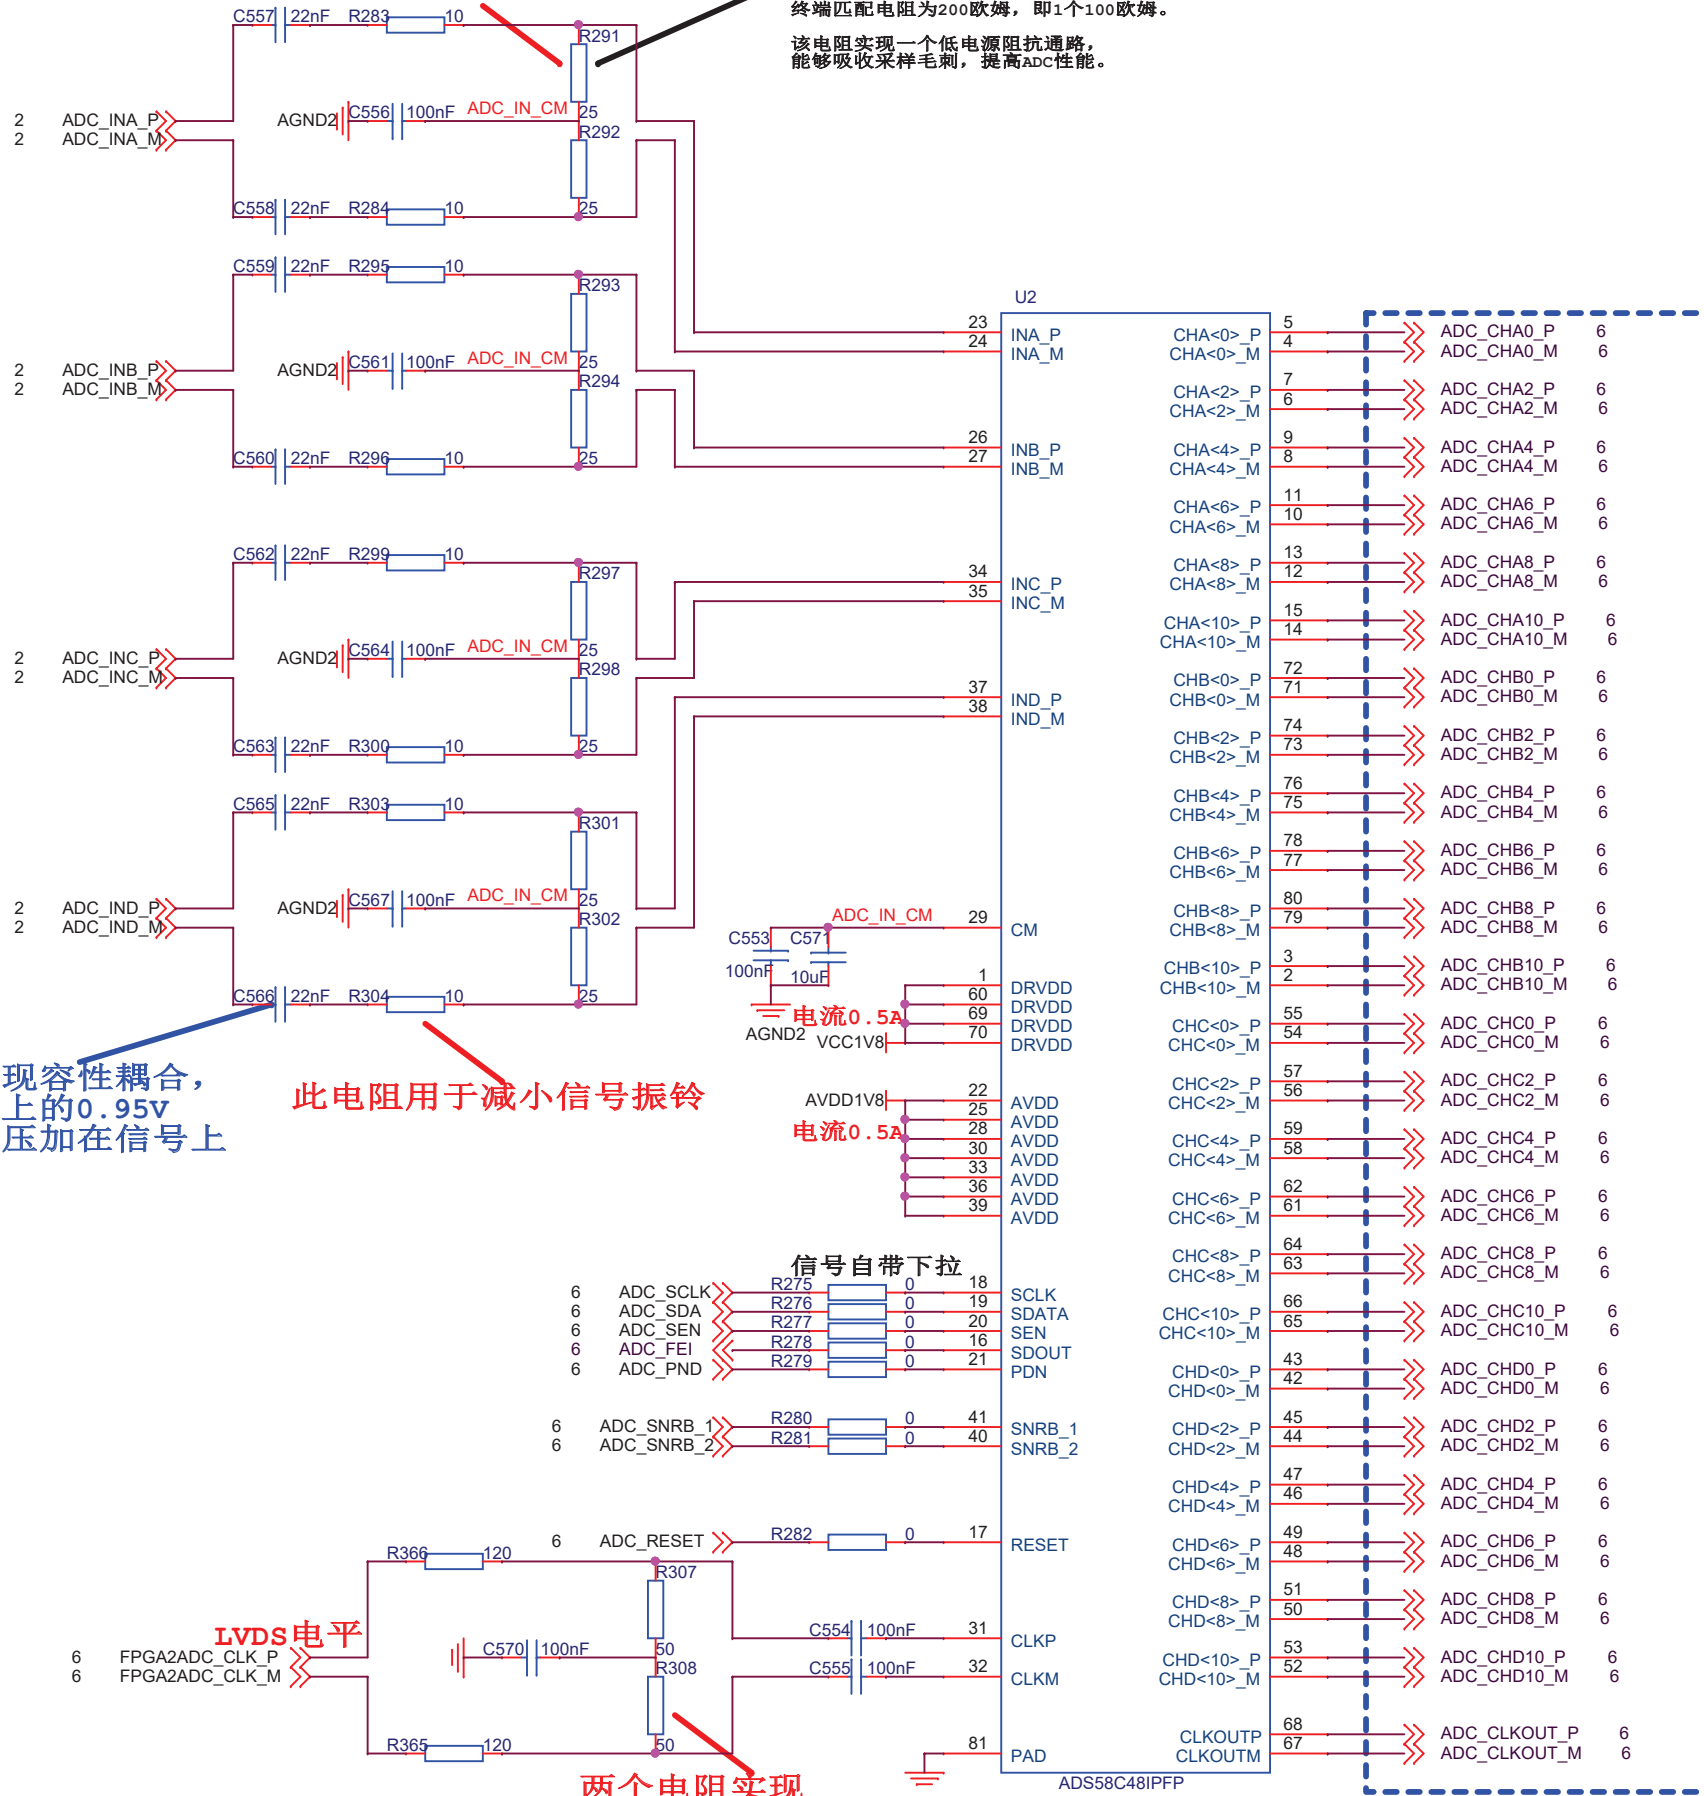 终端匹配电阻为200欧姆，即1个100欧姆。
该电阻实现一个低电源阻抗通路，
能够吸收采样毛刺，提高ADC性能。
C557 22nF R283 10
R291
2 ADC_INA_P
2 ADC_INA_M
AGND2 C556 100nF ADC_IN_CM 25
R292
C558 22nF R284 10 25
C559 22nF R295 10
R293
2 ADC_INB_P
2 ADC_INB_M
AGND2 C561 100nF ADC_IN_CM 25
R294
C560 22nF R296 10 25
C562 22nF R299 10
R297
2 ADC_INC_P
2 ADC_INC_M
AGND2 C564 100nF ADC_IN_CM 25
R298
C563 22nF R300 10 25
C565 22nF R303 10
R301
2 ADC_IND_P
2 ADC_IND_M
AGND2 C567 100nF ADC_IN_CM 25
R302
C566 22nF R304 10 25
现容性耦合，
上的0.95V
压加在信号上
此电阻用于减小信号振铃
U2
23 INA_P
24 INA_M
26 INB_P
27 INB_M
34 INC_P
35 INC_M
37 IND_P
38 IND_M
ADC_IN_CM 29 CM
C553 C571
100nF 10uF
AGND2
电流0.5A
VCC1V8
1 DRVDD
60 DRVDD
69 DRVDD
70 DRVDD
AVDD1V8
电流0.5A
22 AVDD
25 AVDD
28 AVDD
30 AVDD
33 AVDD
36 AVDD
39 AVDD
信号自带下拉
6 ADC_SCLK R275 0 18 SCLK
6 ADC_SDA R276 0 19 SDATA
6 ADC_SEN R277 0 20 SEN
6 ADC_FEI R278 0 16 SDOUT
6 ADC_PND R279 0 21 PDN
6 ADC_SNRB_1 R280 0 41 SNRB_1
6 ADC_SNRB_2 R281 0 40 SNRB_2
6 ADC_RESET R282 0 17 RESET
R366 120
R307
LVDS电平
6 FPGA2ADC_CLK_P
6 FPGA2ADC_CLK_M
C570 100nF 50
R308
R365 120 50
C554 100nF 31 CLKP
C555 100nF 32 CLKM
81 PAD
两个电阻实现
ADS58C48IPFP
CHA<0>_P 5 ADC_CHA0_P 6
CHA<0>_M 4 ADC_CHA0_M 6
CHA<2>_P 7 ADC_CHA2_P 6
CHA<2>_M 6 ADC_CHA2_M 6
CHA<4>_P 9 ADC_CHA4_P 6
CHA<4>_M 8 ADC_CHA4_M 6
CHA<6>_P 11 ADC_CHA6_P 6
CHA<6>_M 10 ADC_CHA6_M 6
CHA<8>_P 13 ADC_CHA8_P 6
CHA<8>_M 12 ADC_CHA8_M 6
CHA<10>_P 15 ADC_CHA10_P 6
CHA<10>_M 14 ADC_CHA10_M 6
CHB<0>_P 72 ADC_CHB0_P 6
CHB<0>_M 71 ADC_CHB0_M 6
CHB<2>_P 74 ADC_CHB2_P 6
CHB<2>_M 73 ADC_CHB2_M 6
CHB<4>_P 76 ADC_CHB4_P 6
CHB<4>_M 75 ADC_CHB4_M 6
CHB<6>_P 78 ADC_CHB6_P 6
CHB<6>_M 77 ADC_CHB6_M 6
CHB<8>_P 80 ADC_CHB8_P 6
CHB<8>_M 79 ADC_CHB8_M 6
CHB<10>_P 3 ADC_CHB10_P 6
CHB<10>_M 2 ADC_CHB10_M 6
CHC<0>_P 55 ADC_CHC0_P 6
CHC<0>_M 54 ADC_CHC0_M 6
CHC<2>_P 57 ADC_CHC2_P 6
CHC<2>_M 56 ADC_CHC2_M 6
CHC<4>_P 59 ADC_CHC4_P 6
CHC<4>_M 58 ADC_CHC4_M 6
CHC<6>_P 62 ADC_CHC6_P 6
CHC<6>_M 61 ADC_CHC6_M 6
CHC<8>_P 64 ADC_CHC8_P 6
CHC<8>_M 63 ADC_CHC8_M 6
CHC<10>_P 66 ADC_CHC10_P 6
CHC<10>_M 65 ADC_CHC10_M 6
CHD<0>_P 43 ADC_CHD0_P 6
CHD<0>_M 42 ADC_CHD0_M 6
CHD<2>_P 45 ADC_CHD2_P 6
CHD<2>_M 44 ADC_CHD2_M 6
CHD<4>_P 47 ADC_CHD4_P 6
CHD<4>_M 46 ADC_CHD4_M 6
CHD<6>_P 49 ADC_CHD6_P 6
CHD<6>_M 48 ADC_CHD6_M 6
CHD<8>_P 51 ADC_CHD8_P 6
CHD<8>_M 50 ADC_CHD8_M 6
CHD<10>_P 53 ADC_CHD10_P 6
CHD<10>_M 52 ADC_CHD10_M 6
CLKOUTP 68 ADC_CLKOUT_P 6
CLKOUTM 67 ADC_CLKOUT_M 6